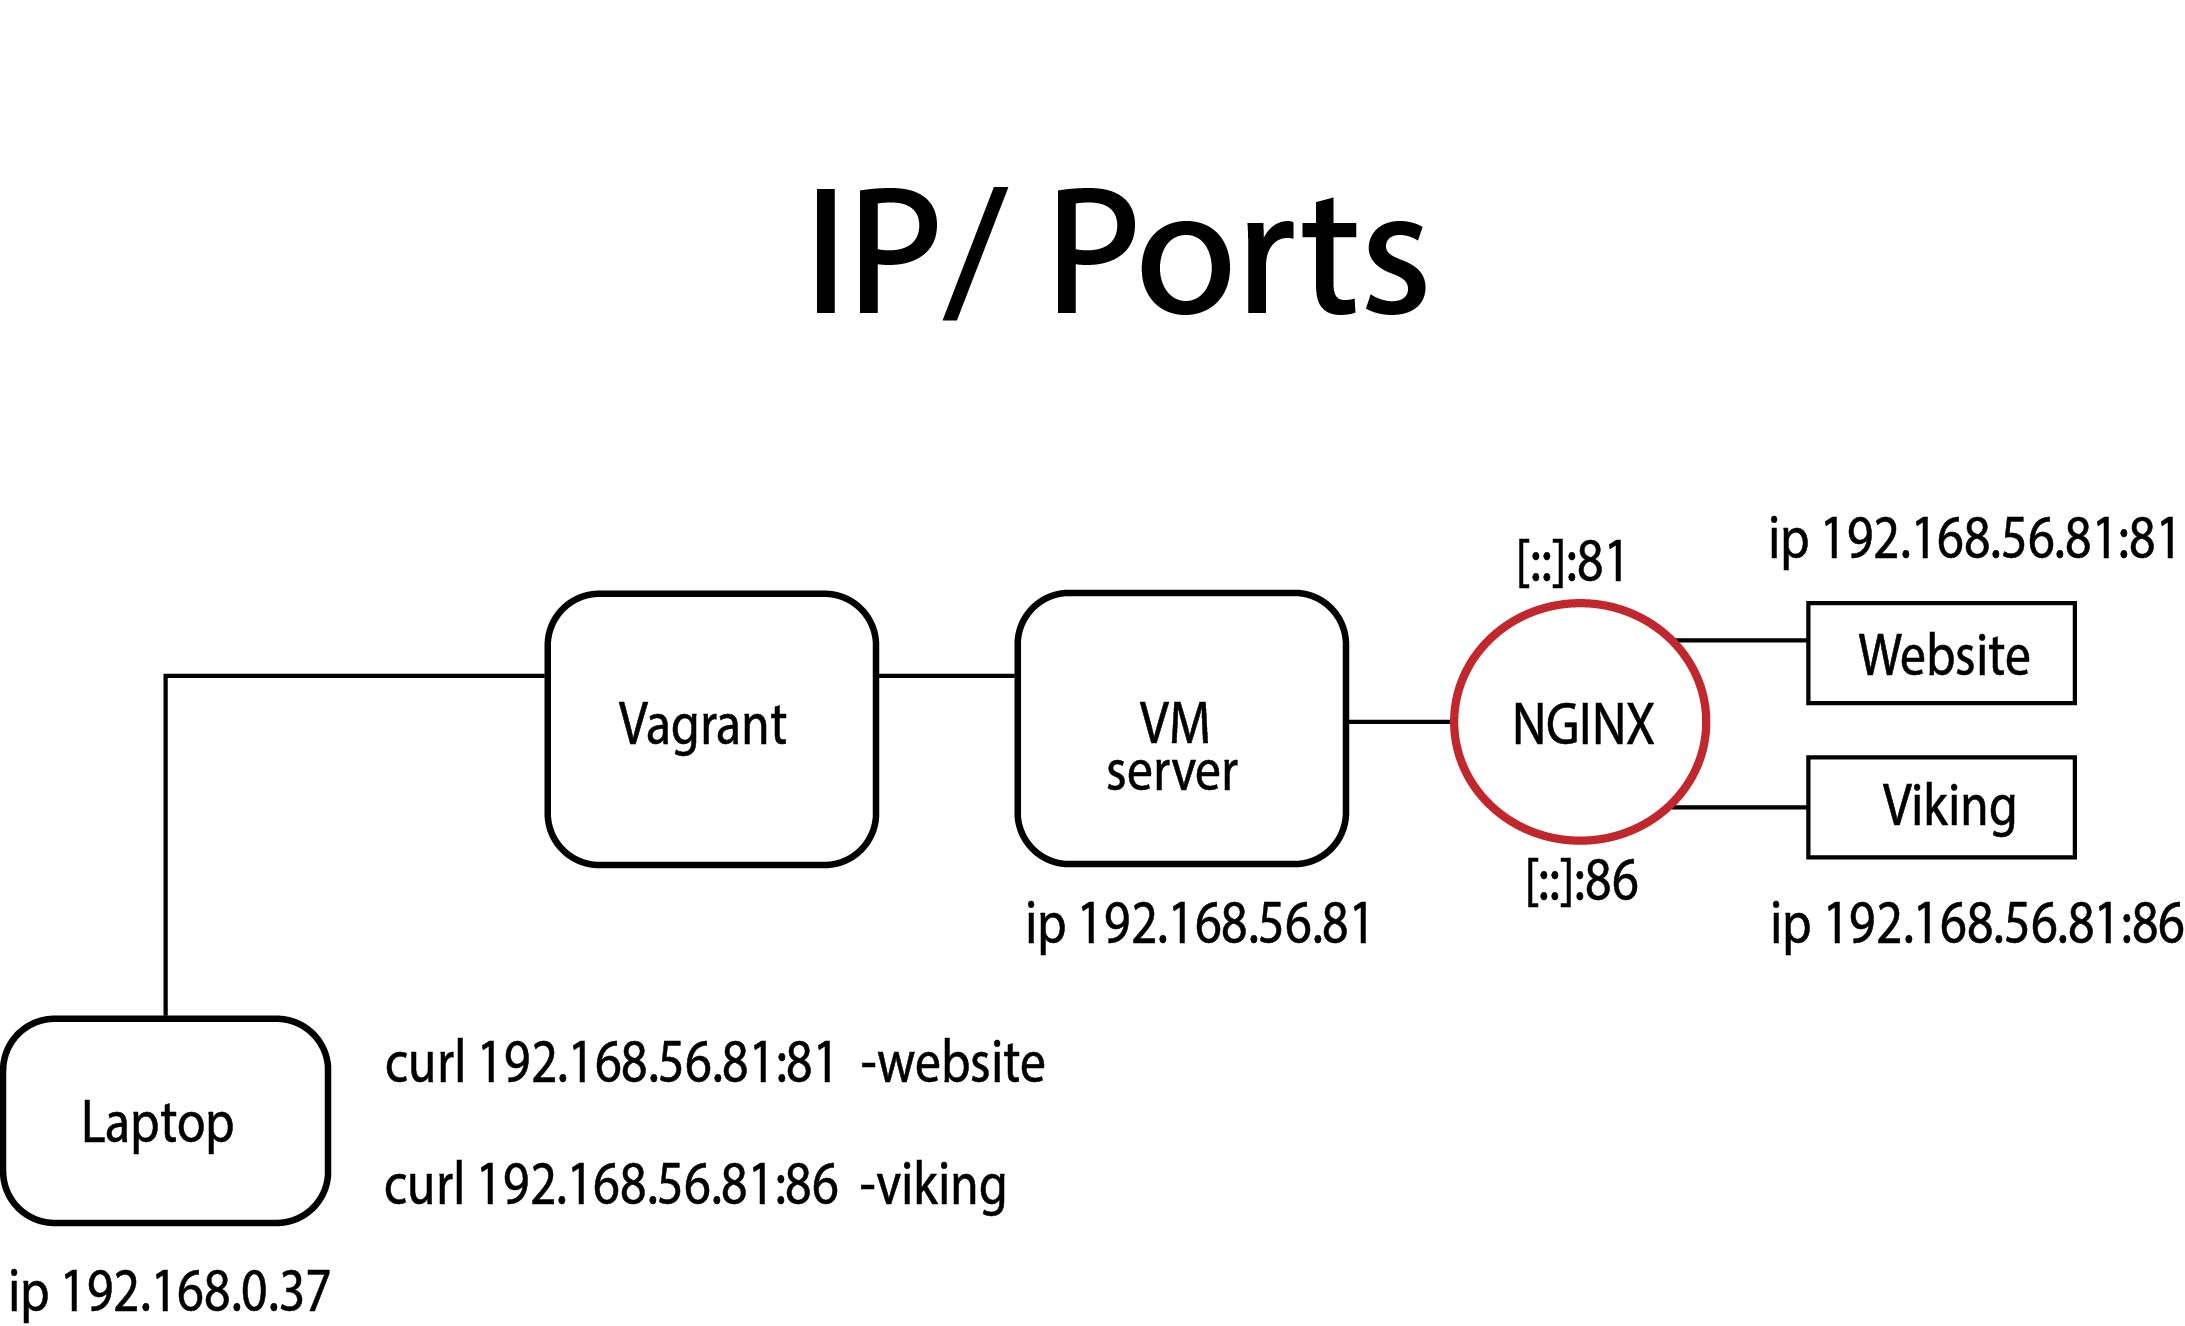 IP/ Ports
[::]:81
ip 192.168.56.81:81
Vagrant
VM
server
NGINX
Website
Viking
[::]:86
ip 192.168.56.81
ip 192.168.56.81:86
Laptop
curl 192.168.56.81:81 -website
curl 192.168.56.81:86 -viking
ip 192.168.0.37